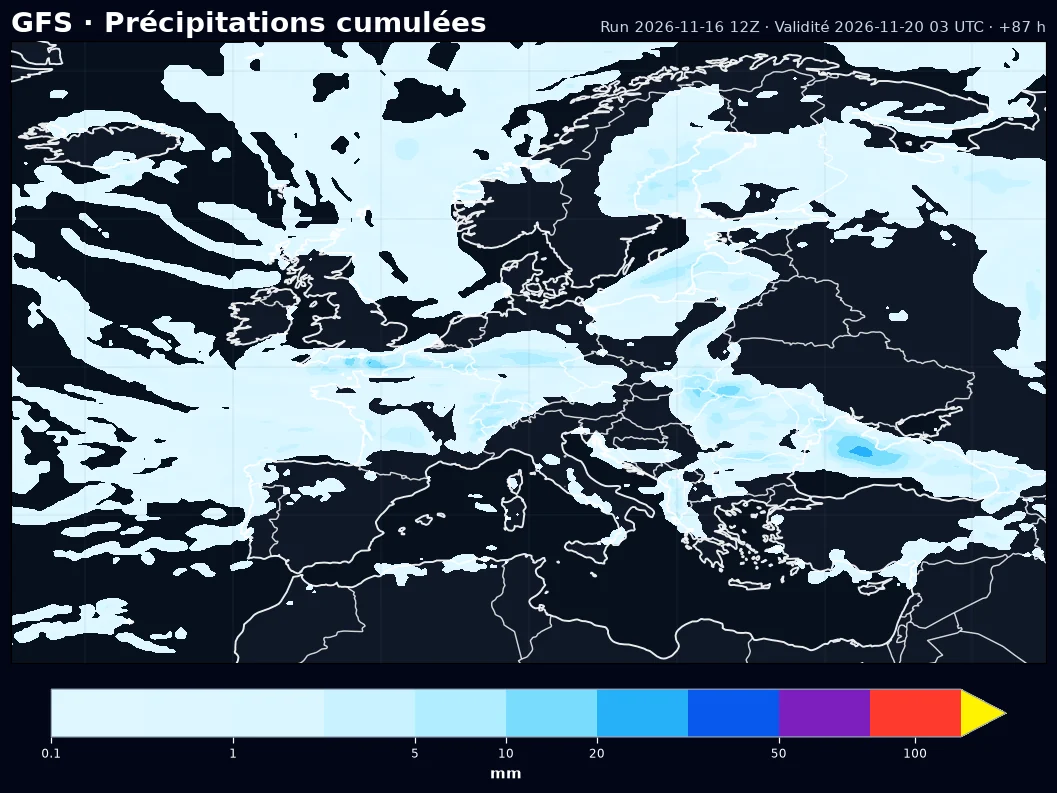 GFS · Précipitations cumulées
Run 2026-11-16 12Z · Validité 2026-11-20 03 UTC · +87 h
0.1 1 5 10 20 50 100
mm